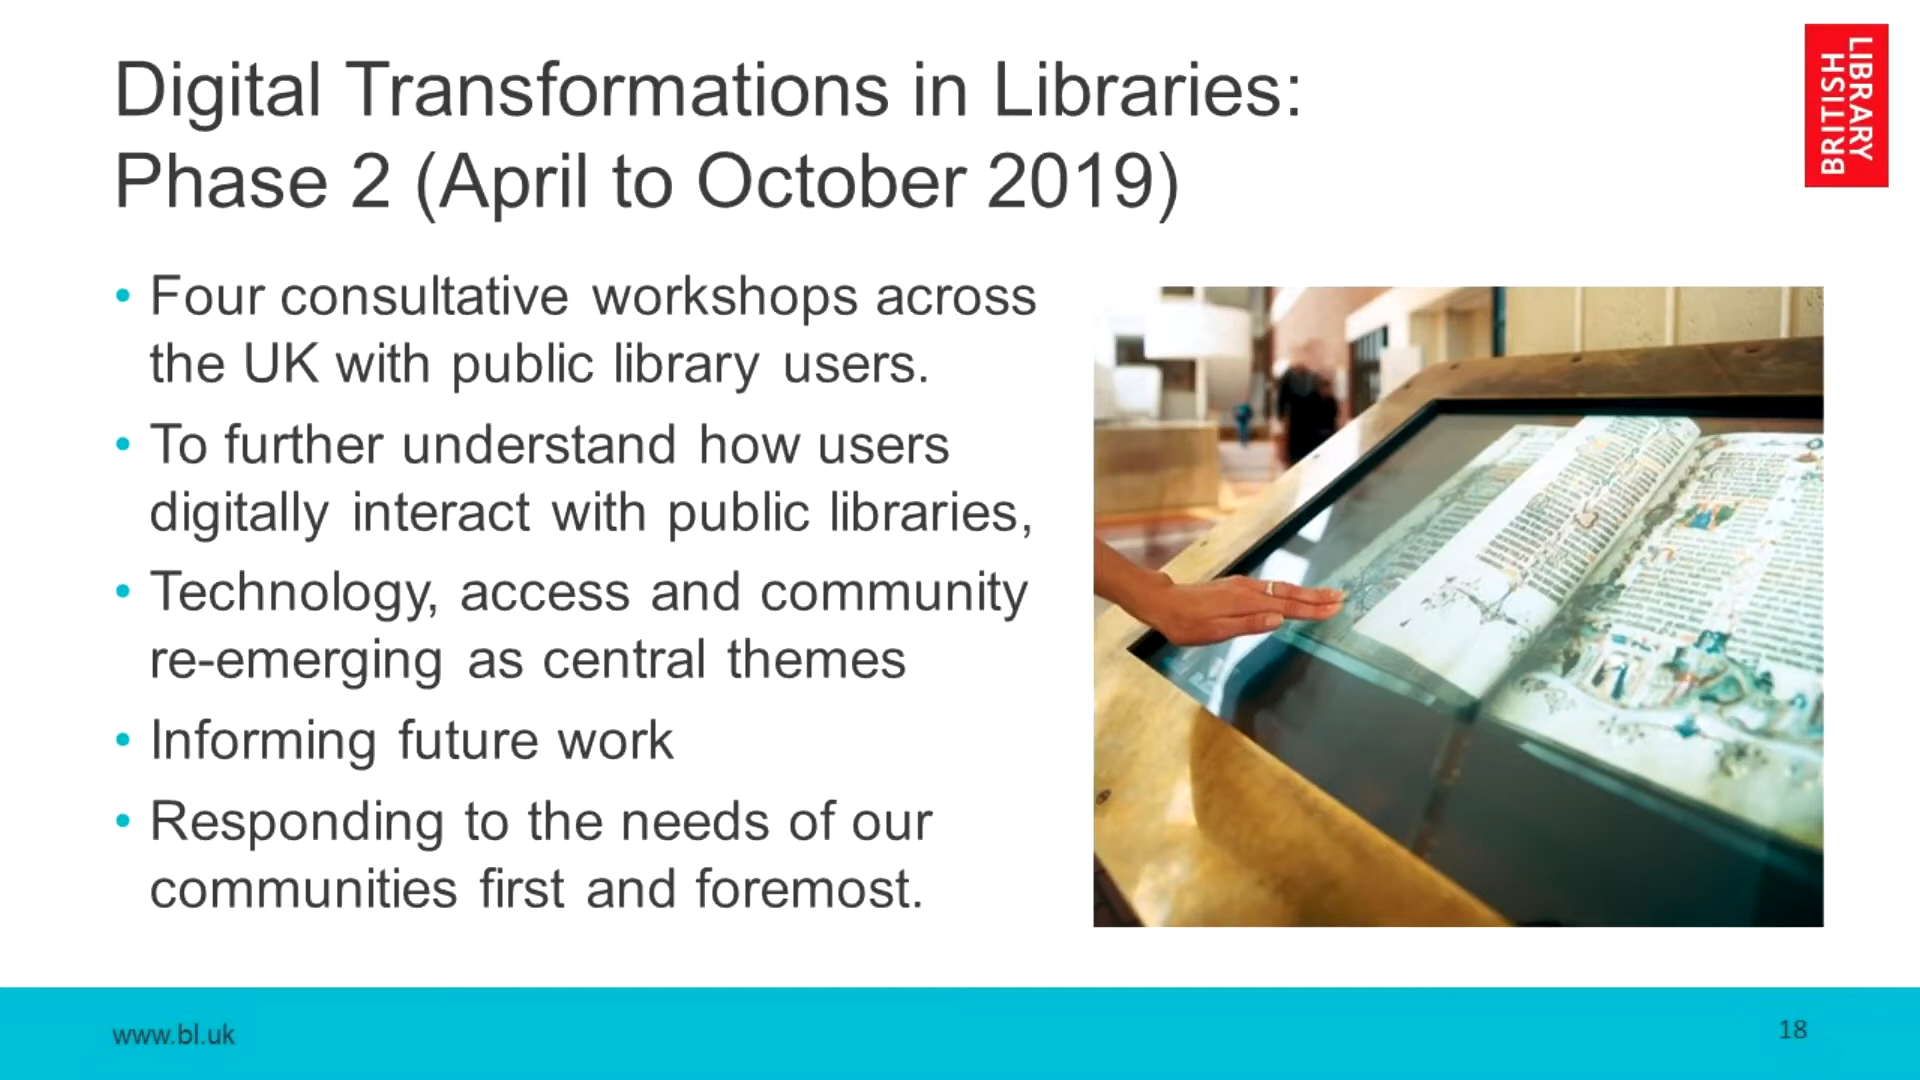 Digital Transformations in Libraries:
Phase 2 (April to October 2019)
LIBRARY
BRITISH
• Four consultative workshops across
the UK with public library users.
• To further understand how users
digitally interact with public libraries,
• Technology, access and community
re-emerging as central themes
• Informing future work
• Responding to the needs of our
communities first and foremost.
www.bl.uk
18